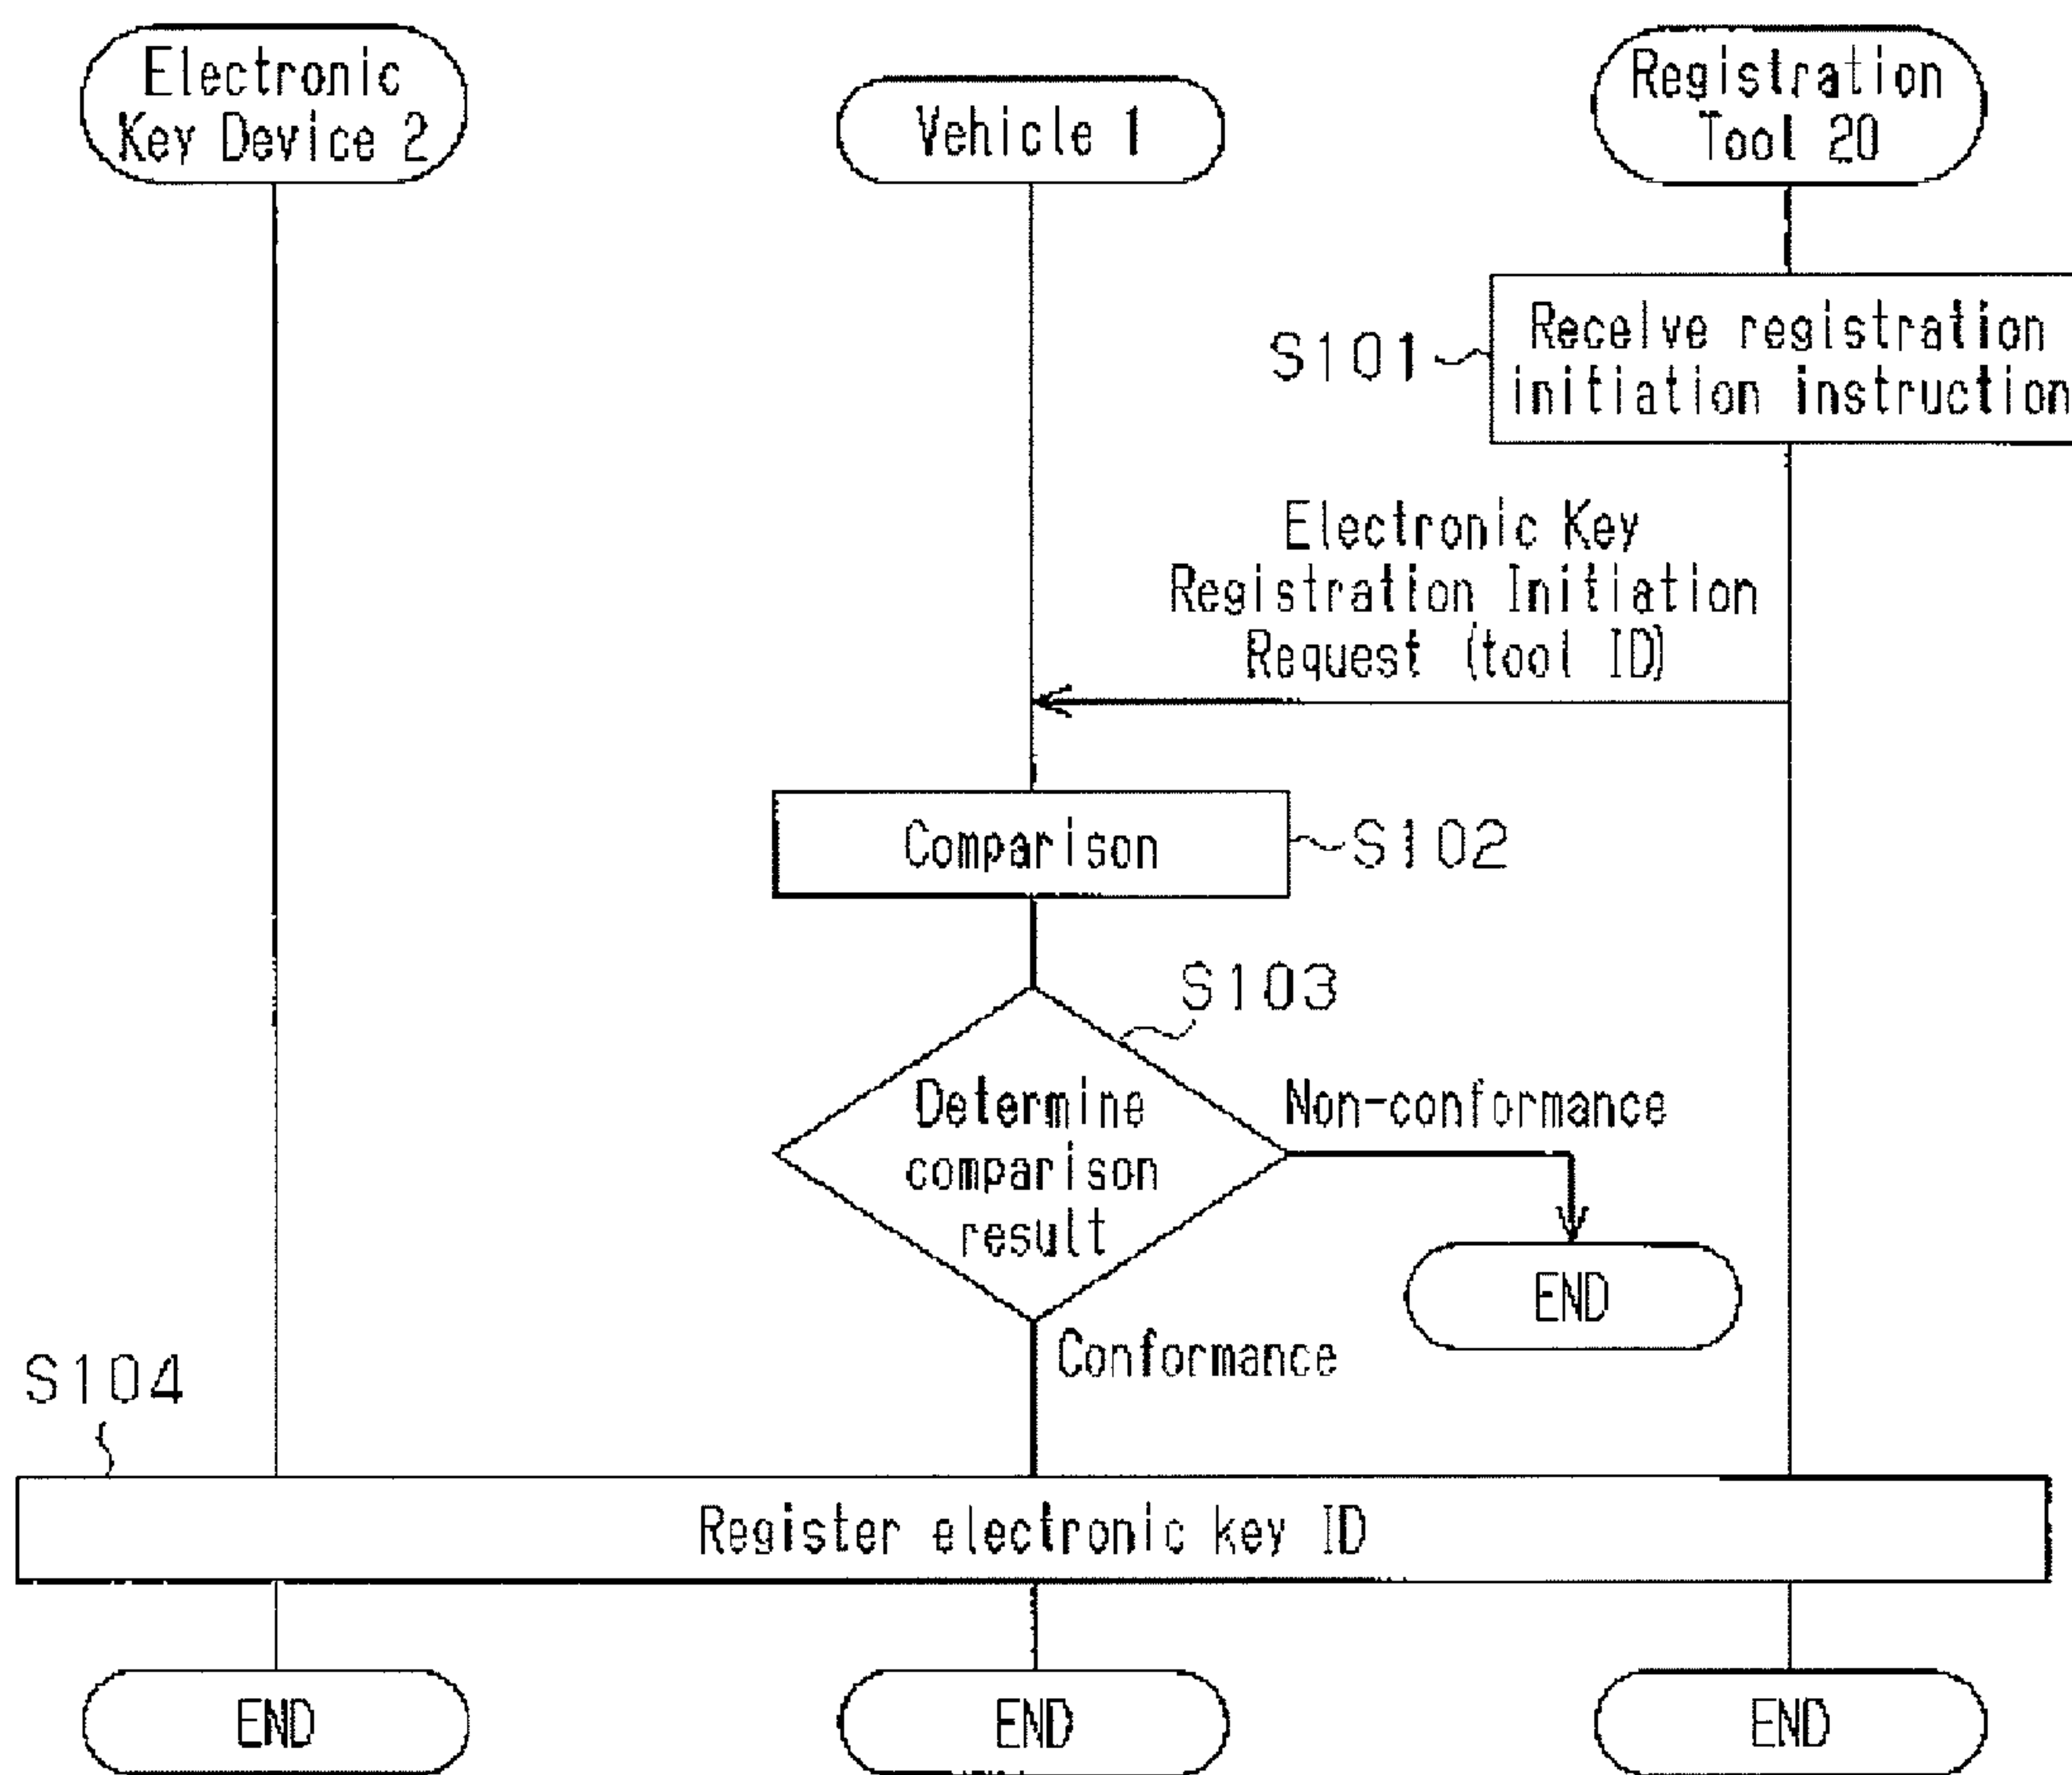 Electronic
Key Device 2
Vehicle 1
Registration
Tool 20
S101
Receive registration
initiation instruction
Electronic Key
Registration Initiation
Request (tool ID)
Comparison
S102
S103
Determine
comparison
result
Non-conformance
END
Conformance
S104
Register electronic key ID
END
END
END